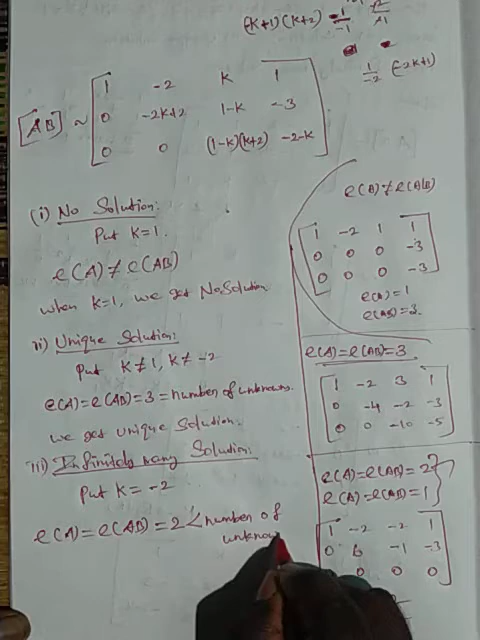 (K+1)(K+2)
1/-2 (-2K+1)
[AB] ~ [1 -2 K 1
0 -2K+2 1-K -3
0 0 (1-K)(K+2) -2-K]
(i) No Solution:
Put K=1.
ρ(A) ≠ ρ(AB)
when K=1, we get No Solution
ii) Unique Solution:
Put K≠1, K≠-2
ρ(A)=ρ(AB)=3=number of unknowns.
we get unique Solution.
iii) Infinitely many Solution:
Put K=-2
ρ(A)=ρ(AB)=2<number of
unknow
ρ(A)≠ρ(AB)
[1 -2 1 1
0 0 0 -3
0 0 0 -3]
ρ(A)=1
ρ(AB)=3.
ρ(A)=ρ(AB)=3
[1 -2 3 1
0 -4 -2 -3
0 0 -10 -5]
ρ(A)=ρ(AB)=2
ρ(A)=ρ(AB)=1
[1 -2 -2 1
0 6 -1 -3
0 0 0]